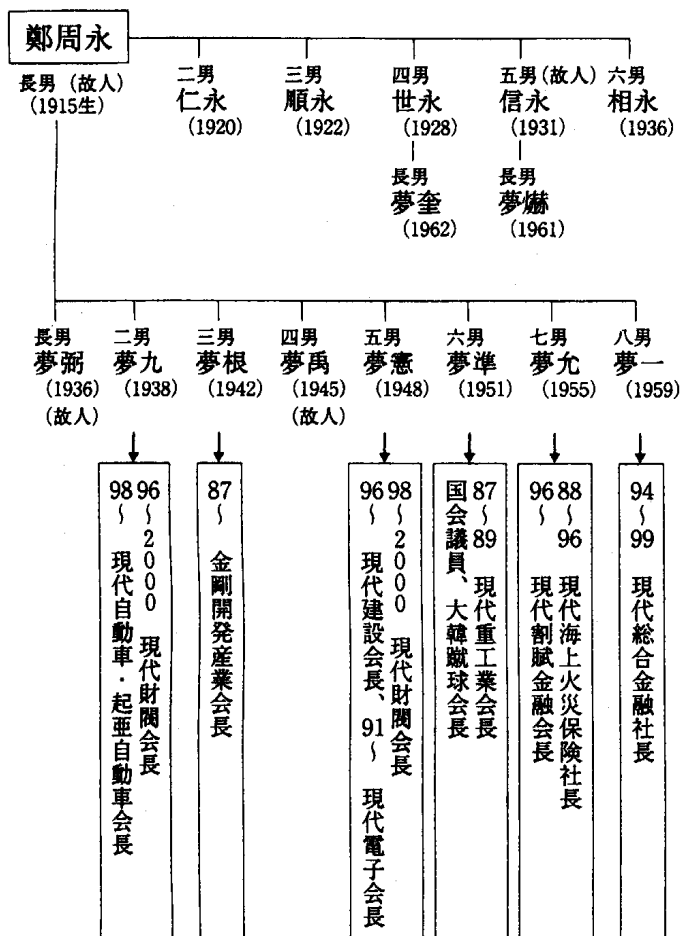 鄭周永
長男（故人）
（1915生）
二男
仁永
（1920）
三男
順永
（1922）
四男
世永
（1928）
長男
夢奎
（1962）
五男（故人）
信永
（1931）
長男
夢爀
（1961）
六男
相永
（1936）
長男
夢弼
（1936）
（故人）
二男
夢九
（1938）
三男
夢根
（1942）
四男
夢禹
（1945）
（故人）
五男
夢憲
（1948）
六男
夢準
（1951）
七男
夢允
（1955）
八男
夢一
（1959）
96〜2000　現代財閥会長
98〜　現代自動車・起亜自動車会長
87〜　金剛開発産業会長
98〜2000　現代財閥会長
96〜　現代建設会長、91〜　現代電子会長
87〜89　現代重工業会長
国会議員、大韓蹴球会長
88〜96　現代海上火災保険社長
96〜　現代割賦金融会長
94〜99　現代総合金融社長